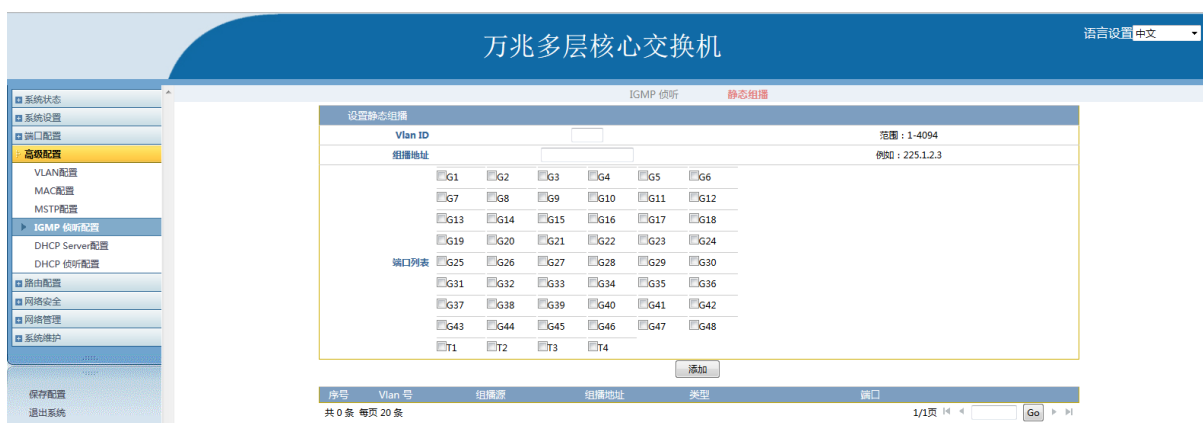 万兆多层核心交换机
语言设置 中文
系统状态
系统设置
端口配置
高级配置
VLAN配置
MAC配置
MSTP配置
IGMP 侦听配置
DHCP Server配置
DHCP 侦听配置
路由配置
网络安全
网络管理
系统维护
保存配置
退出系统
IGMP 侦听 静态组播
设置静态组播
Vlan ID 范围：1-4094
组播地址 例如：225.1.2.3
端口列表
G1 G2 G3 G4 G5 G6
G7 G8 G9 G10 G11 G12
G13 G14 G15 G16 G17 G18
G19 G20 G21 G22 G23 G24
G25 G26 G27 G28 G29 G30
G31 G32 G33 G34 G35 G36
G37 G38 G39 G40 G41 G42
G43 G44 G45 G46 G47 G48
T1 T2 T3 T4
添加
序号 Vlan 号 组播源 组播地址 类型 端口
共 0 条 每页 20 条 1/1页 Go